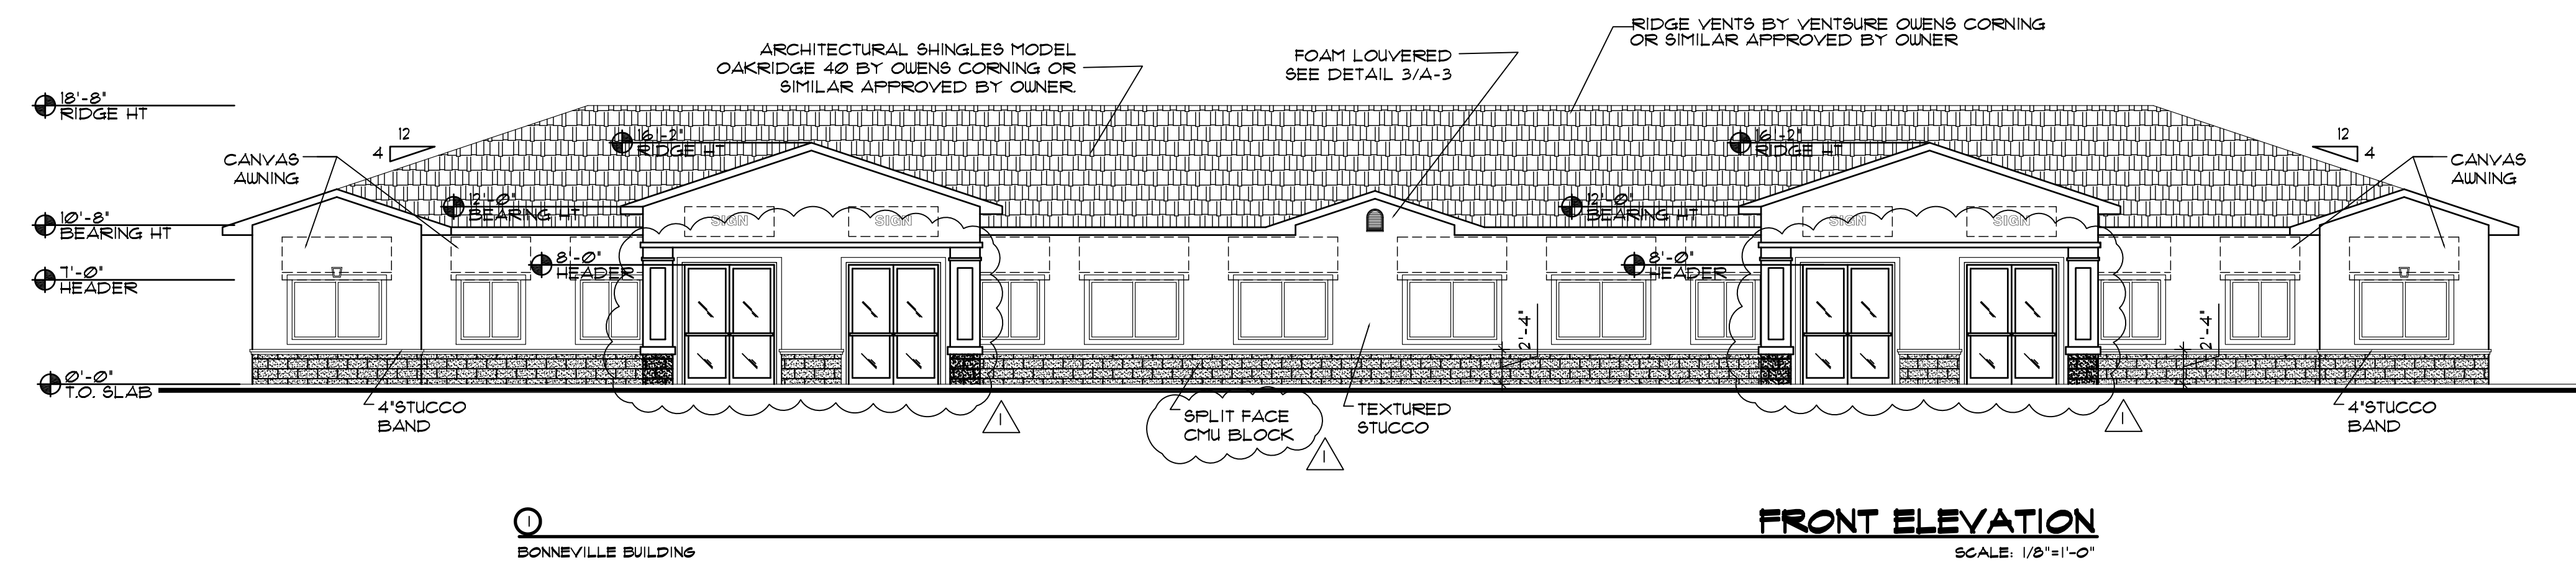 RIDGE VENTS BY VENTSURE OWENS CORNING
OR SIMILAR APPROVED BY OWNER
ARCHITECTURAL SHINGLES MODEL
OAKRIDGE 40 BY OWENS CORNING OR
SIMILAR APPROVED BY OWNER.
FOAM LOUVERED
SEE DETAIL 3/A-3
18'-8"
RIDGE HT
12
4
CANVAS
AWNING
16'-2"
RIDGE HT
16'-2"
RIDGE HT
12
4
CANVAS
AWNING
10'-8"
BEARING HT
12'-0"
BEARING HT
SIGN
SIGN
12'-0"
BEARING HT
SIGN
SIGN
7'-0"
HEADER
8'-0"
HEADER
8'-0"
HEADER
2'-4"
2'-4"
0'-0"
T.O. SLAB
4"STUCCO
BAND
1
SPLIT FACE
CMU BLOCK
1
TEXTURED
STUCCO
1
4"STUCCO
BAND
1
FRONT ELEVATION
BONNEVILLE BUILDING
SCALE: 1/8"=1'-0"